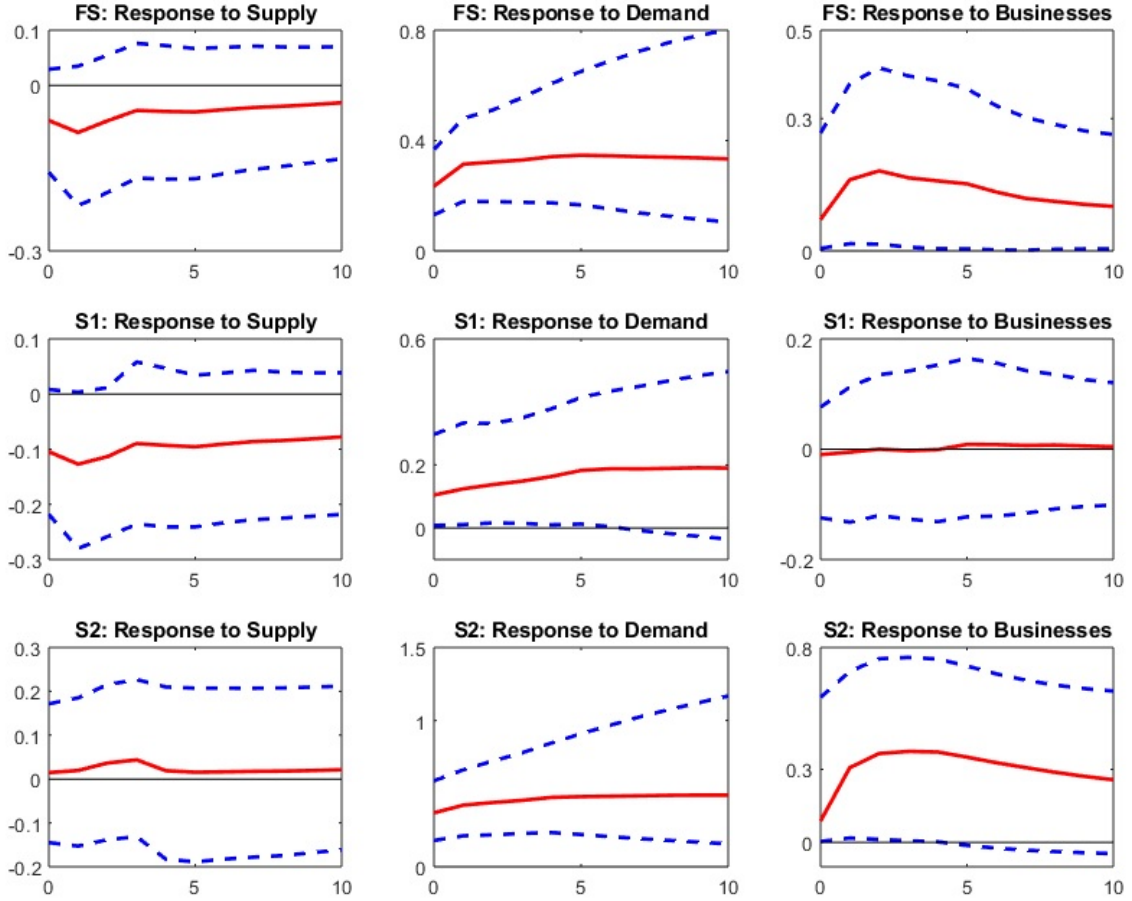 FS: Response to Supply
0.1
0
-0.3
0 5 10
FS: Response to Demand
0.8
0.4
0
0 5 10
FS: Response to Businesses
0.5
0.3
0
0 5 10
S1: Response to Supply
0.1
0
-0.1
-0.2
-0.3
0 5 10
S1: Response to Demand
0.6
0.2
0
0 5 10
S1: Response to Businesses
0.2
0
-0.2
0 5 10
S2: Response to Supply
0.3
0.2
0.1
0
-0.1
-0.2
0 5 10
S2: Response to Demand
1.5
1
0
0 5 10
S2: Response to Businesses
0.8
0.3
0
0 5 10